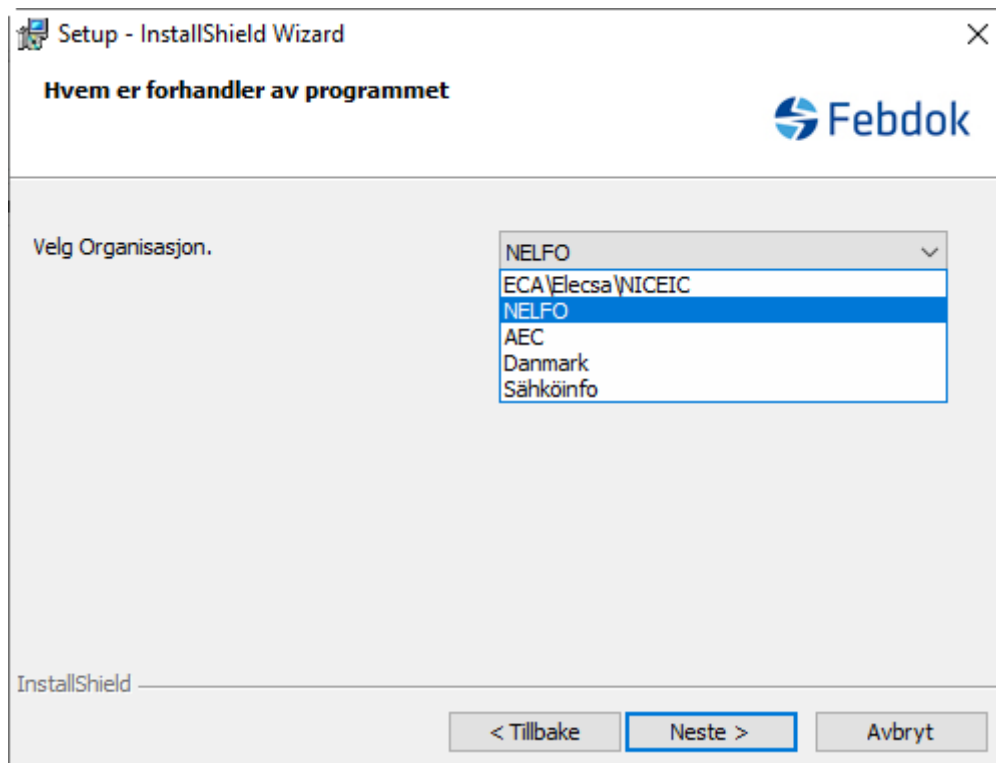 Setup - InstallShield Wizard
Hvem er forhandler av programmet
Febdok
Velg Organisasjon.
NELFO
ECA\Elecsa\NICEIC
NELFO
AEC
Danmark
Sähköinfo
InstallShield
< Tillbake
Neste >
Avbryt